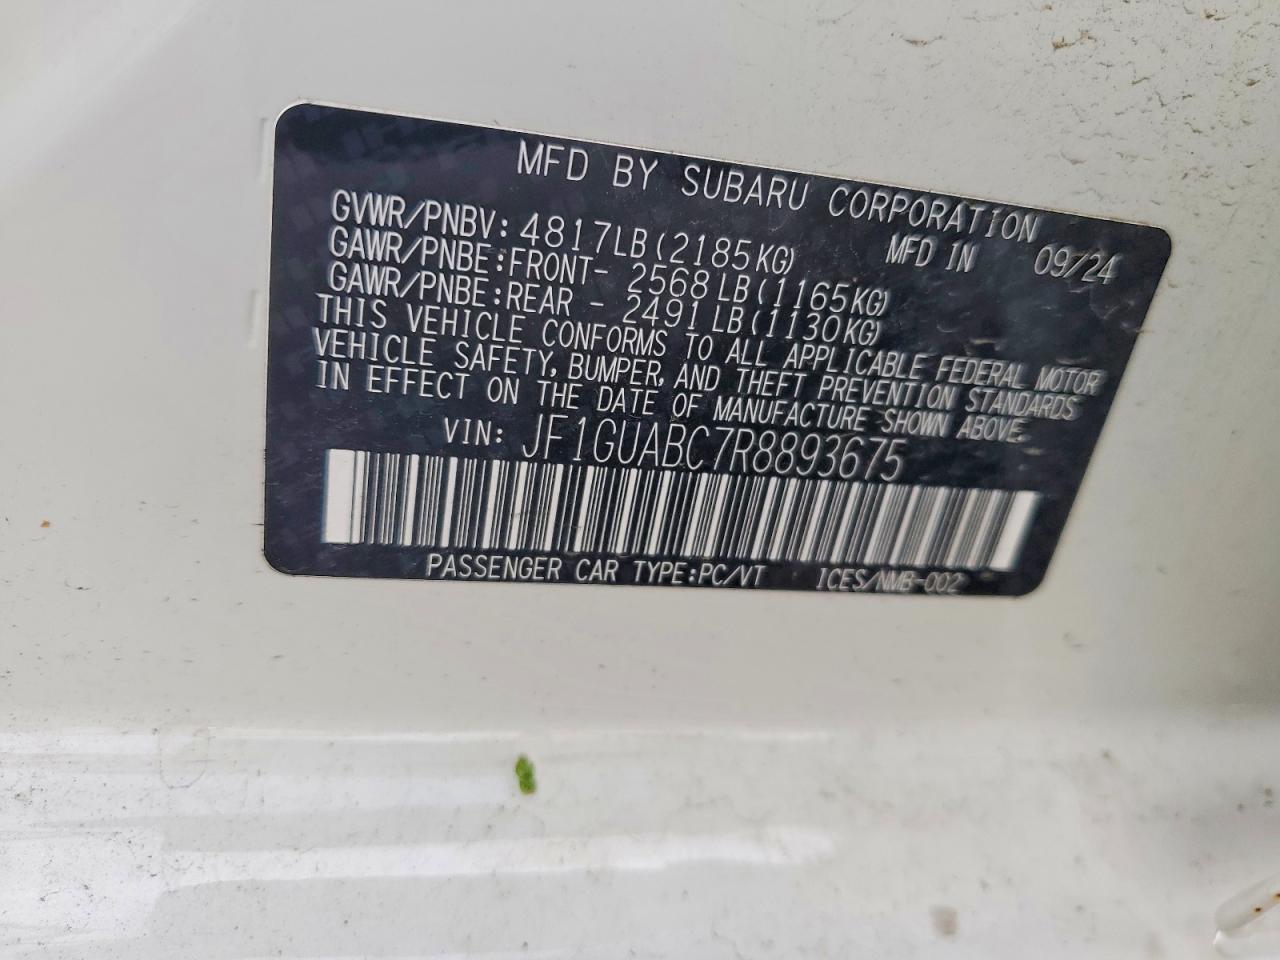 MFD BY SUBARU CORPORATION
GVWR/PNBV: 4817LB(2185KG) MFD IN 09/24
GAWR/PNBE:FRONT- 2568LB(1165KG)
GAWR/PNBE:REAR - 2491LB(1130KG)
THIS VEHICLE CONFORMS TO ALL APPLICABLE FEDERAL MOTOR
VEHICLE SAFETY, BUMPER, AND THEFT PREVENTION STANDARDS
IN EFFECT ON THE DATE OF MANUFACTURE SHOWN ABOVE.
VIN: JF1GUABC7R8893675
PASSENGER CAR TYPE:PC/VT ICES/NMB-002